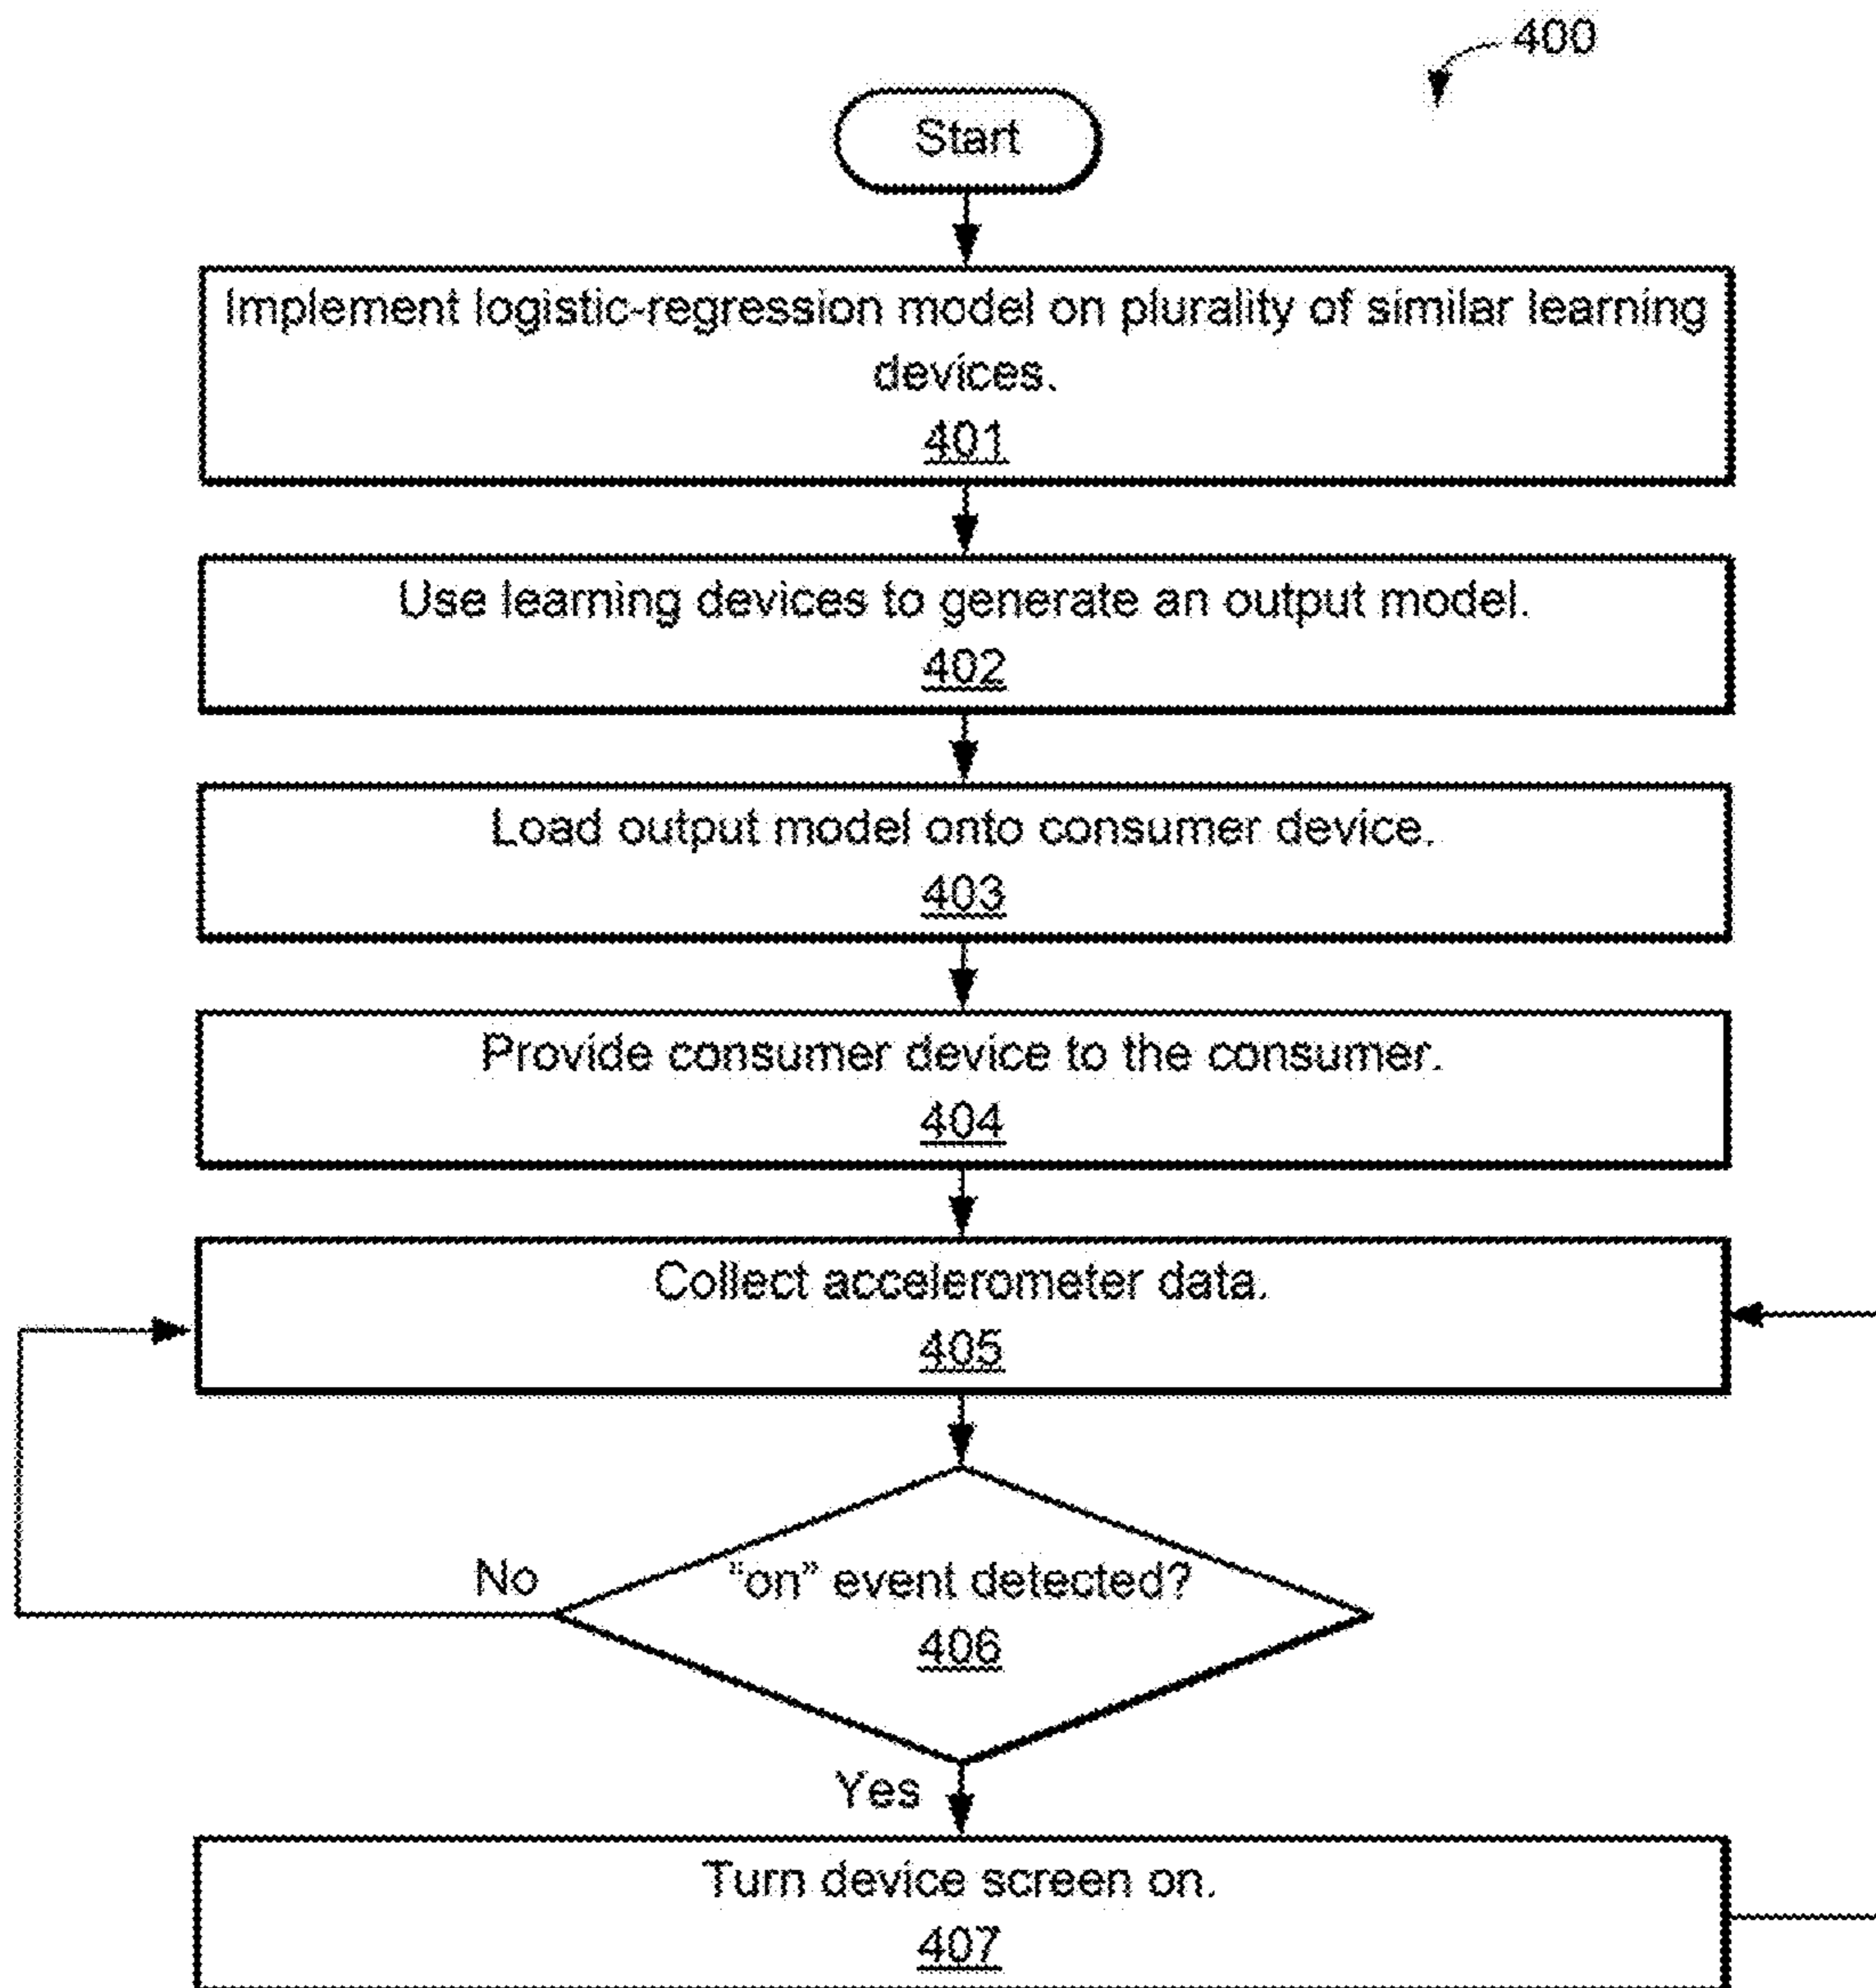 400
Start
Implement logistic-regression model on plurality of similar learning
devices.
401
Use learning devices to generate an output model.
402
Load output model onto consumer device.
403
Provide consumer device to the consumer.
404
Collect accelerometer data.
405
No
“on” event detected?
406
Yes
Turn device screen on.
407